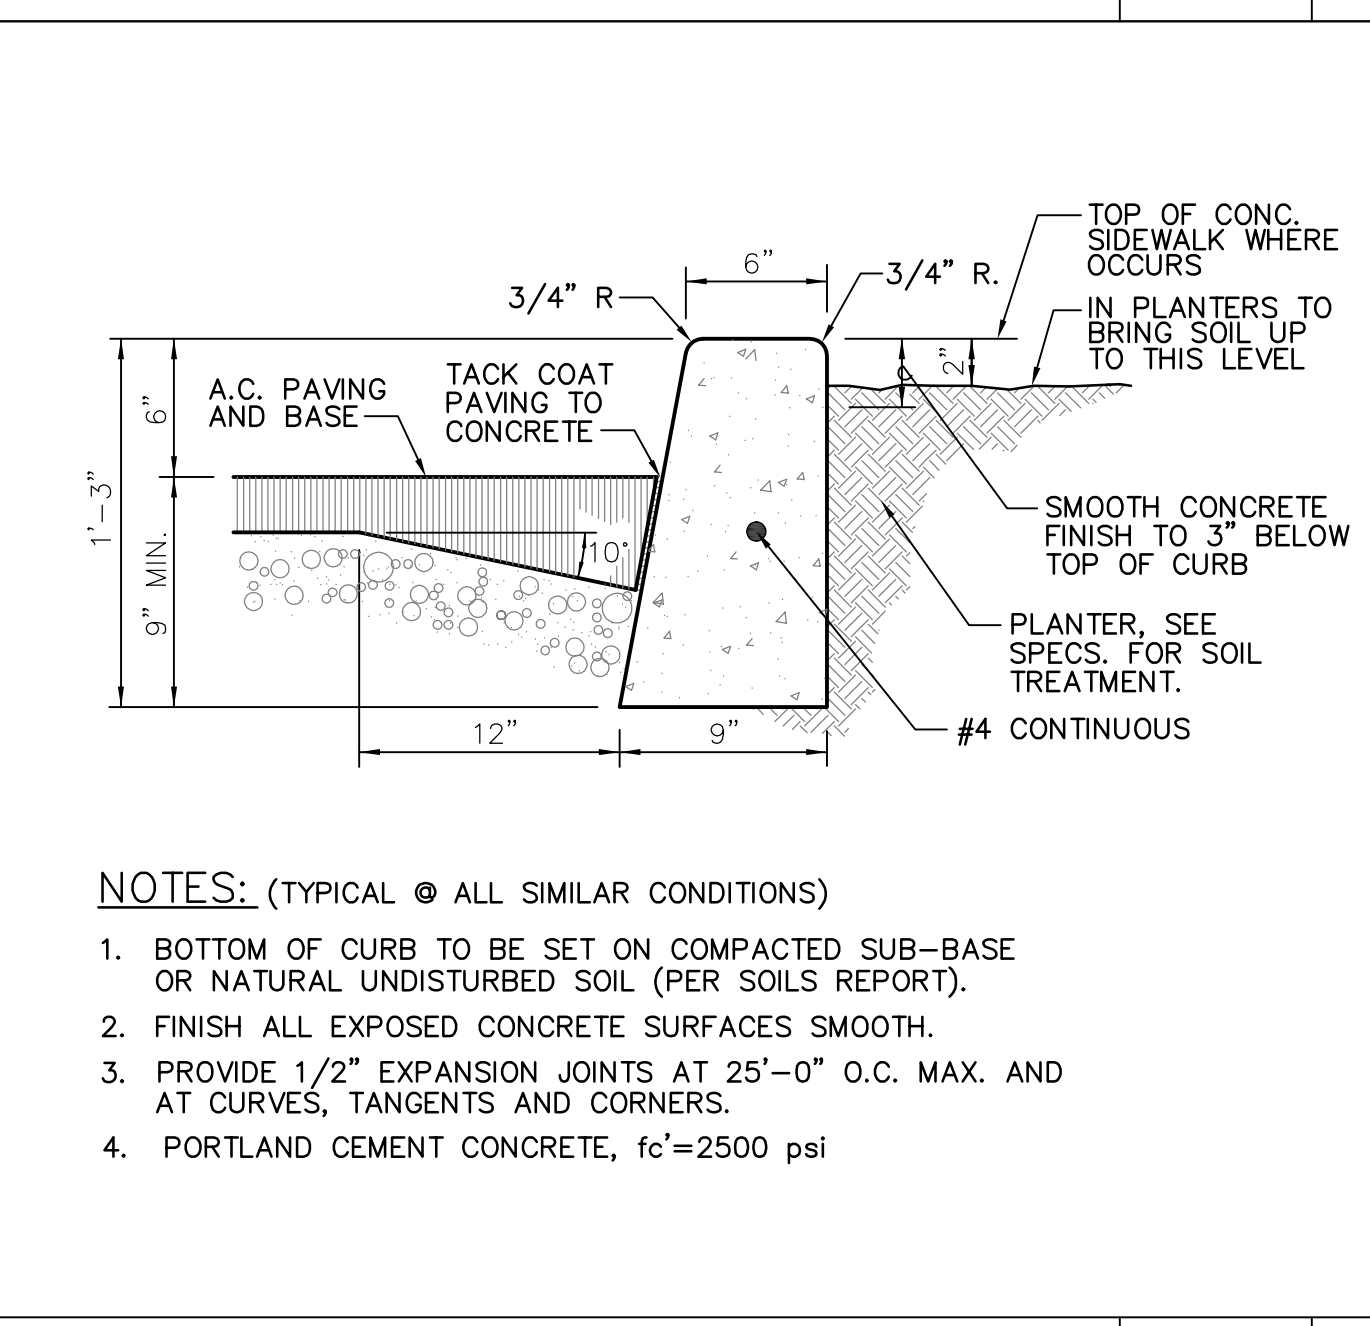 TOP OF CONC.
SIDEWALK WHERE
OCCURS
6"
3/4" R
3/4" R.
IN PLANTERS TO
BRING SOIL UP
TO THIS LEVEL
2"
TACK COAT
PAVING TO
CONCRETE
A.C. PAVING
AND BASE
6"
1'-3"
9" MIN.
10°
SMOOTH CONCRETE
FINISH TO 3" BELOW
TOP OF CURB
PLANTER, SEE
SPECS. FOR SOIL
TREATMENT.
#4 CONTINUOUS
12"
9"
NOTES: (TYPICAL @ ALL SIMILAR CONDITIONS)
1. BOTTOM OF CURB TO BE SET ON COMPACTED SUB-BASE
OR NATURAL UNDISTURBED SOIL (PER SOILS REPORT).
2. FINISH ALL EXPOSED CONCRETE SURFACES SMOOTH.
3. PROVIDE 1/2" EXPANSION JOINTS AT 25'-0" O.C. MAX. AND
AT CURVES, TANGENTS AND CORNERS.
4. PORTLAND CEMENT CONCRETE, fc'=2500 psi